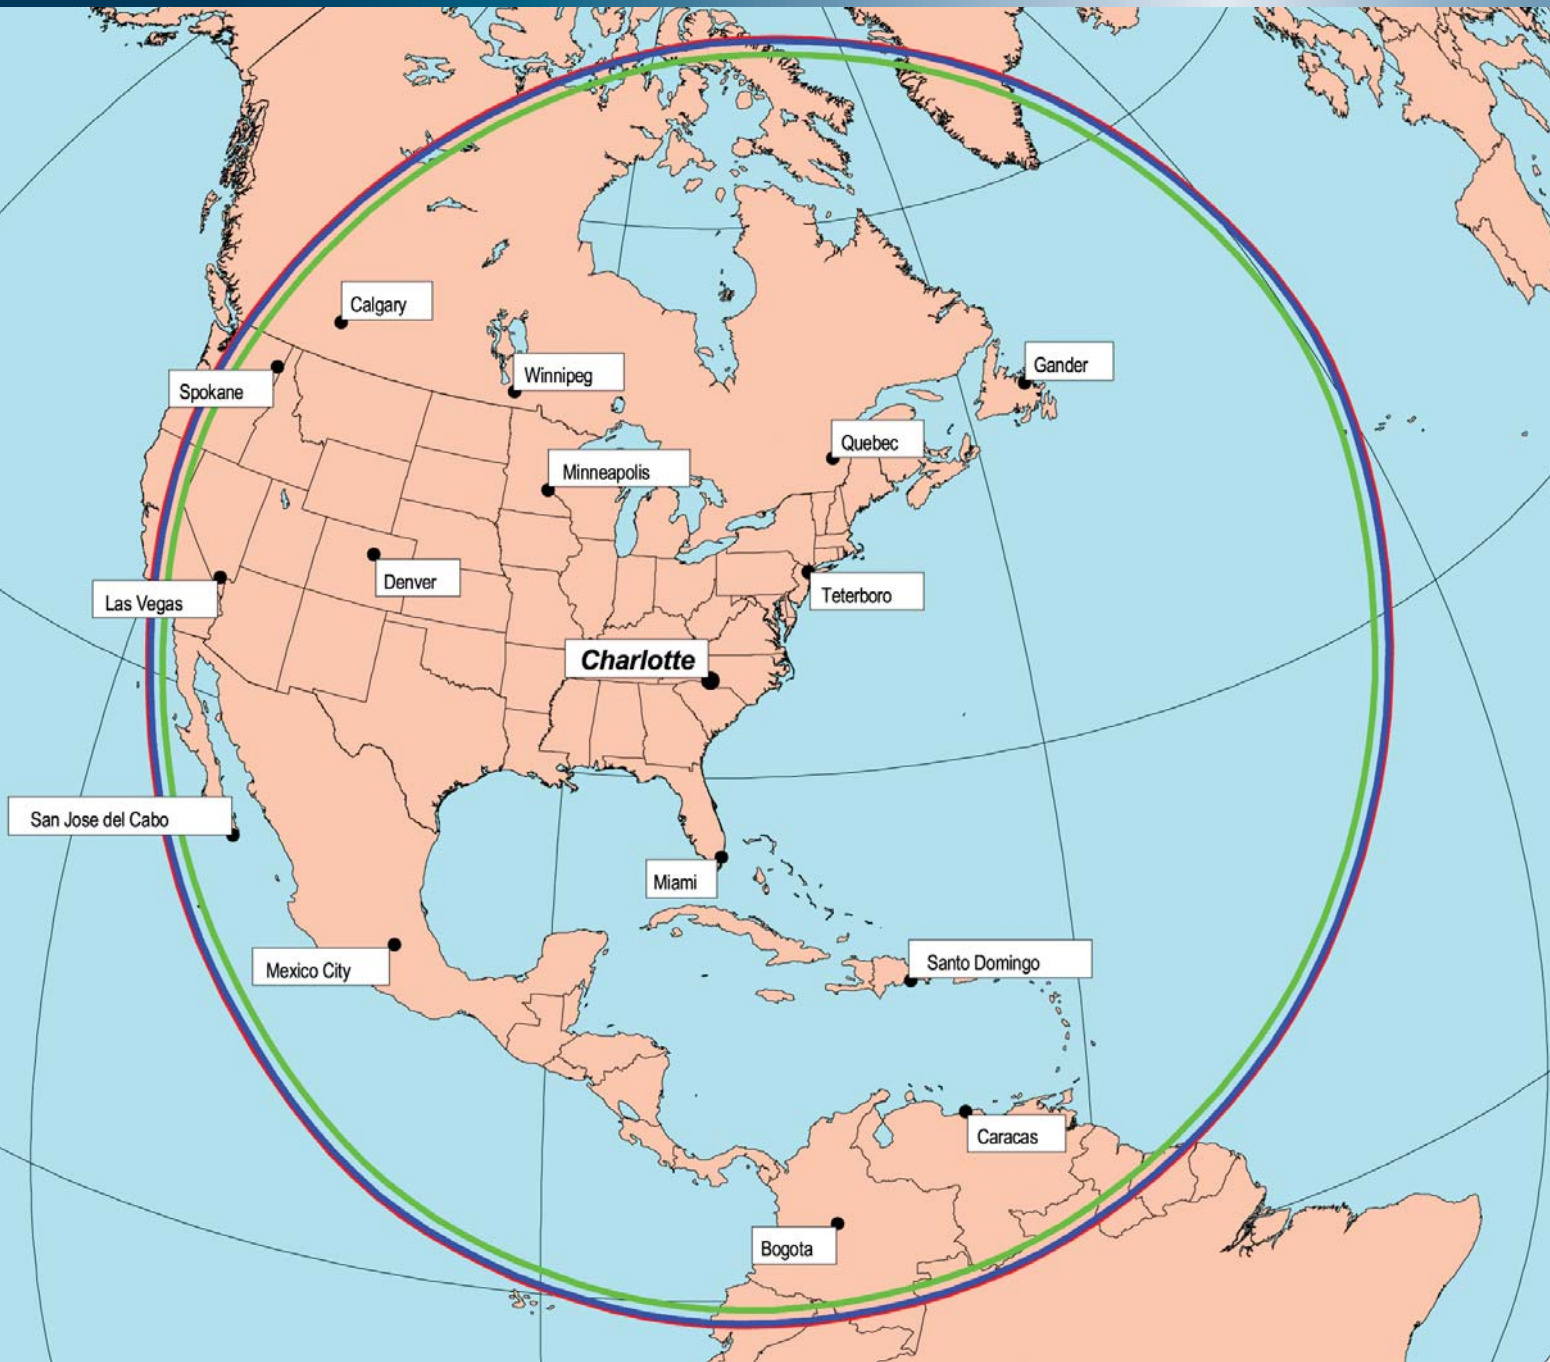 Calgary
Gander
Winnipeg
Spokane
Quebec
Minneapolis
Denver
Las Vegas
Teterboro
Charlotte
San Jose del Cabo
Miami
Santo Domingo
Mexico City
Caracas
Bogota